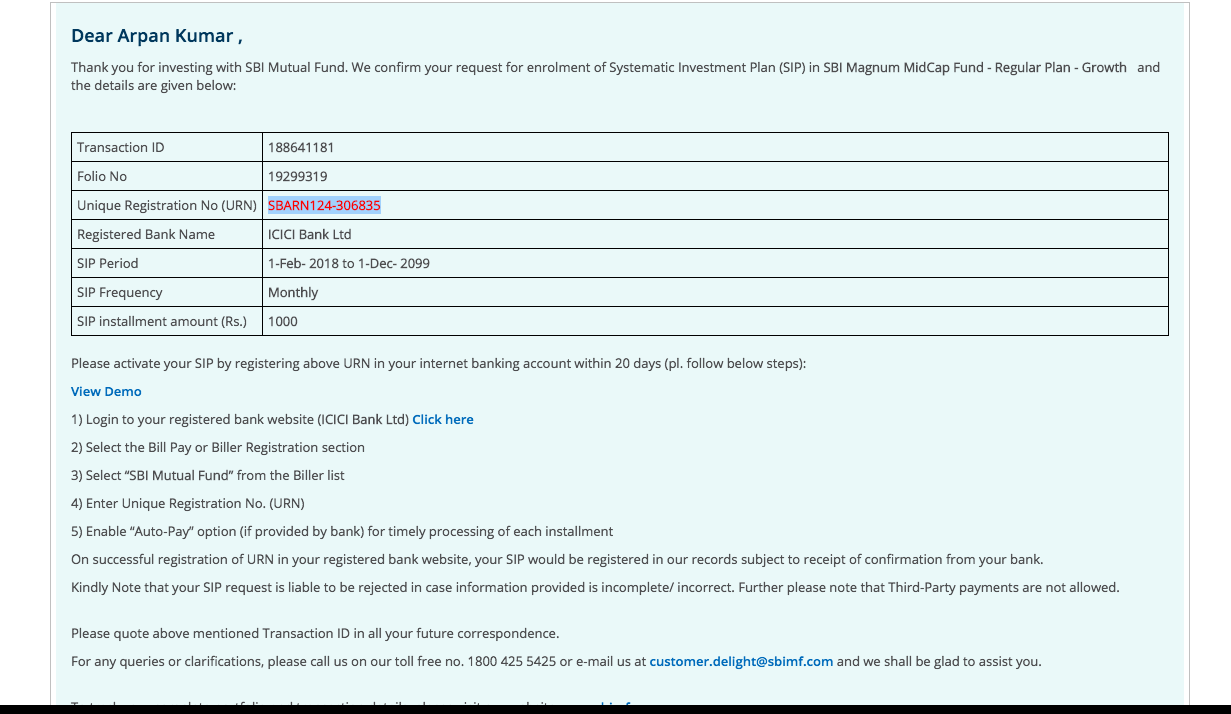 Dear Arpan Kumar ,
Thank you for investing with SBI Mutual Fund. We confirm your request for enrolment of Systematic Investment Plan (SIP) in SBI Magnum MidCap Fund - Regular Plan - Growth and
the details are given below:
Transaction ID 188641181
Folio No 19299319
Unique Registration No (URN) SBARN124-306835
Registered Bank Name ICICI Bank Ltd
SIP Period 1-Feb- 2018 to 1-Dec- 2099
SIP Frequency Monthly
SIP installment amount (Rs.) 1000
Please activate your SIP by registering above URN in your internet banking account within 20 days (pl. follow below steps):
View Demo
1) Login to your registered bank website (ICICI Bank Ltd) Click here
2) Select the Bill Pay or Biller Registration section
3) Select “SBI Mutual Fund” from the Biller list
4) Enter Unique Registration No. (URN)
5) Enable “Auto-Pay” option (if provided by bank) for timely processing of each installment
On successful registration of URN in your registered bank website, your SIP would be registered in our records subject to receipt of confirmation from your bank.
Kindly Note that your SIP request is liable to be rejected in case information provided is incomplete/ incorrect. Further please note that Third-Party payments are not allowed.
Please quote above mentioned Transaction ID in all your future correspondence.
For any queries or clarifications, please call us on our toll free no. 1800 425 5425 or e-mail us at customer.delight@sbimf.com and we shall be glad to assist you.